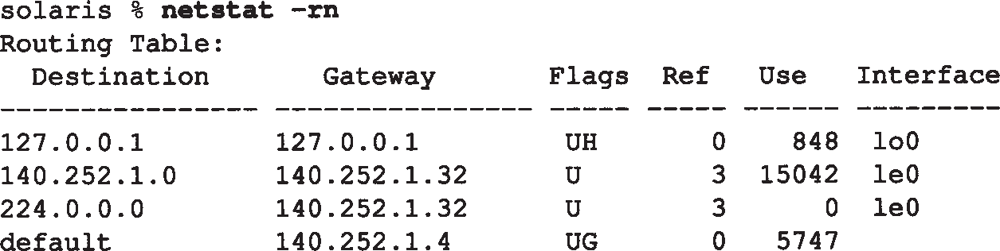 solaris % netstat -rn
Routing Table:
  Destination         Gateway         Flags  Ref   Use   Interface
---------------- ---------------- ----- ----- ------ ---------
127.0.0.1        127.0.0.1         UH       0    848  lo0
140.252.1.0      140.252.1.32      U        3  15042  le0
224.0.0.0        140.252.1.32      U        3      0  le0
default          140.252.1.4       UG       0   5747